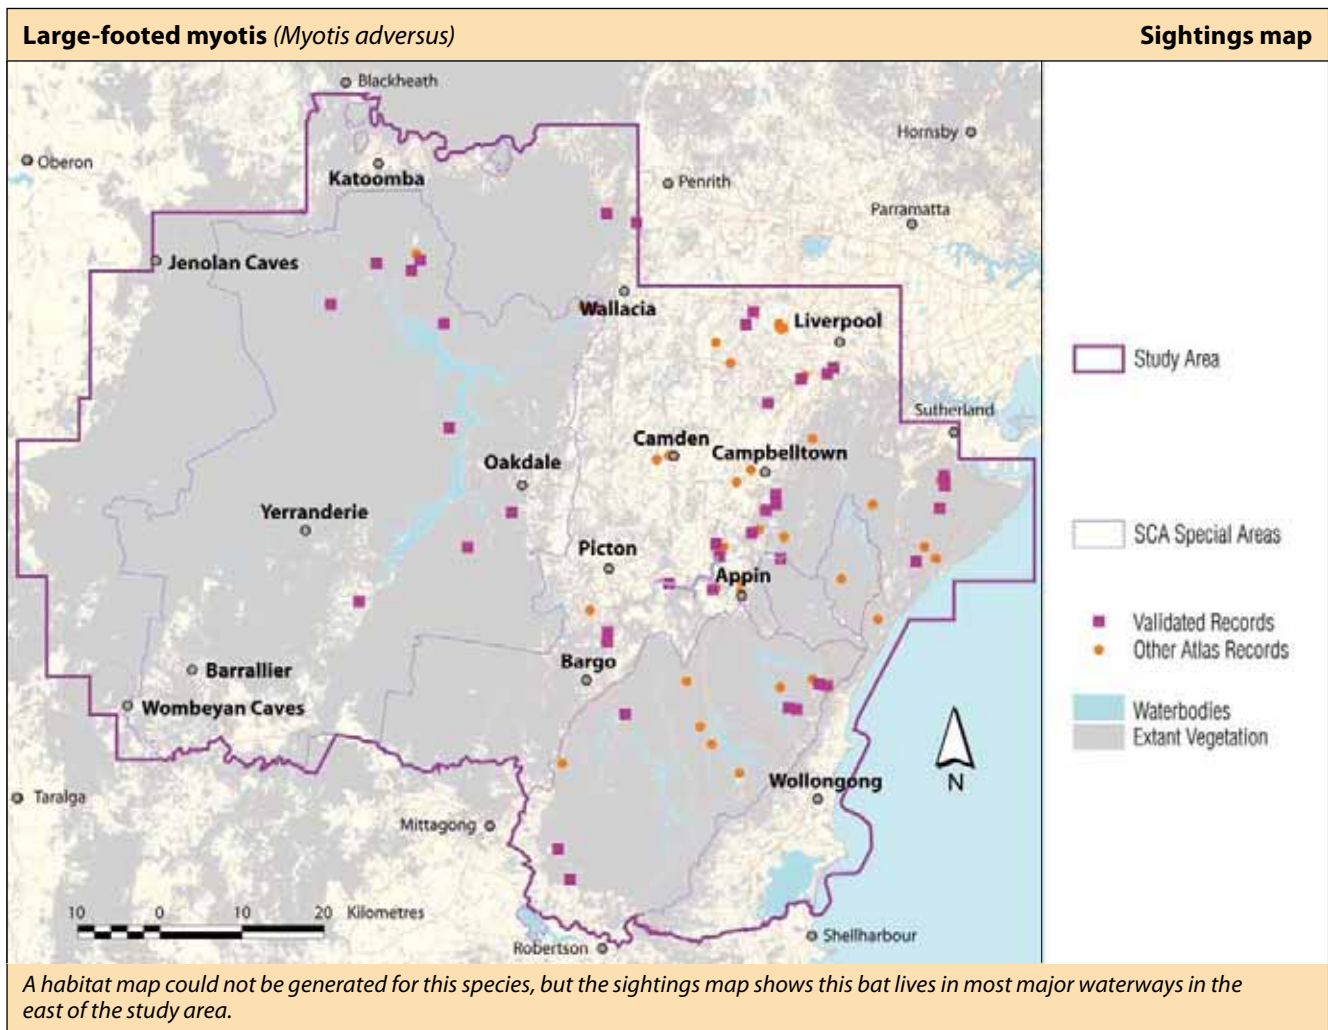 Large-footed myotis (Myotis adversus)
Sightings map
Blackheath
Hornsby
Oberon
Katoomba
Penrith
Parramatta
Jenolan Caves
Wallacia
Liverpool
Study Area
Sutherland
Camden
Campbelltown
Oakdale
Yerranderie
SCA Special Areas
Picton
Appin
Validated Records
Other Atlas Records
Bargo
Barrallier
Wombeyan Caves
Waterbodies
Extant Vegetation
Wollongong
N
Taralga
Mittagong
10 0 10 20 Kilometres
Robertson
Shellharbour
A habitat map could not be generated for this species, but the sightings map shows this bat lives in most major waterways in the
east of the study area.